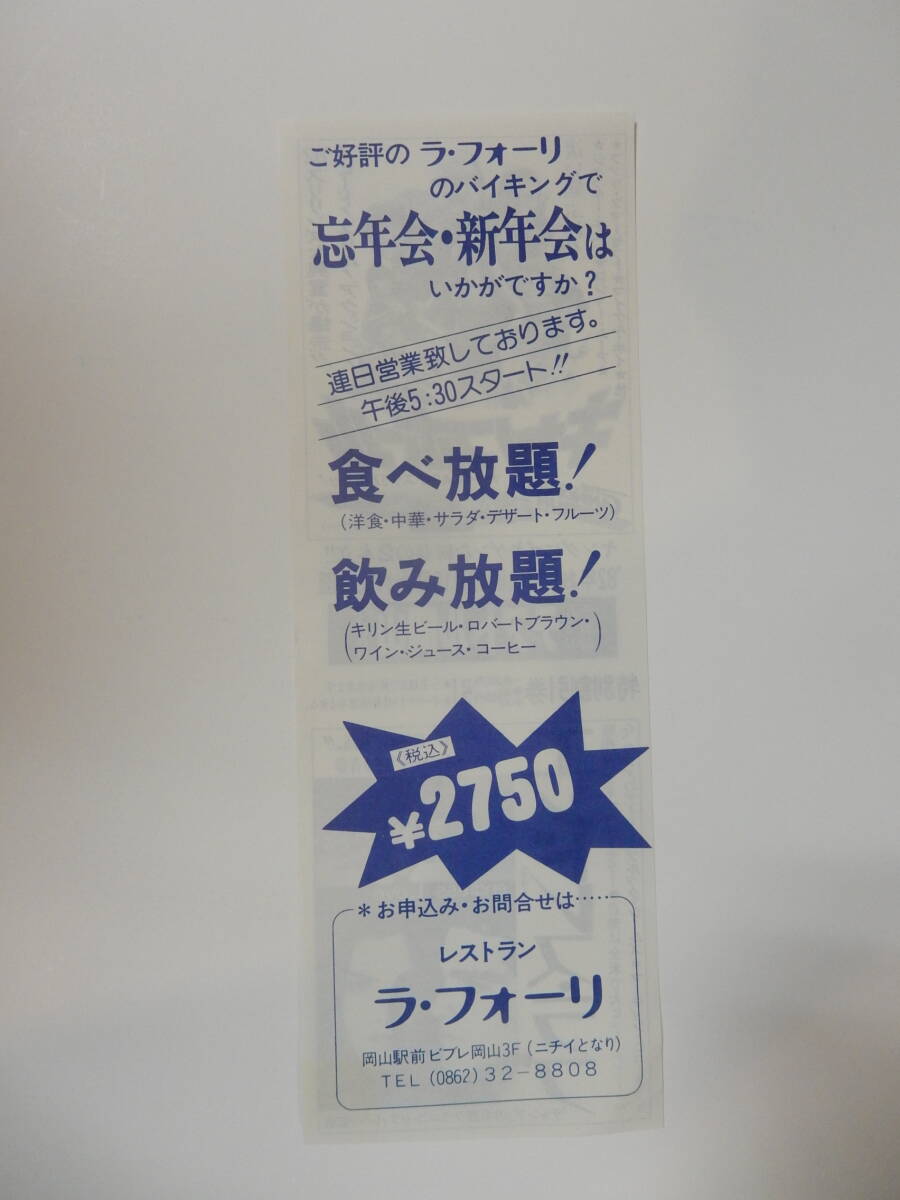 ご好評の ラ・フォーリ
のバイキングで
忘年会・新年会は
いかがですか?
連日営業致しております。
午後5:30スタート!!
食べ放題!
(洋食・中華・サラダ・デザート・フルーツ)
飲み放題!
(キリン生ビール・ロバートブラウン・
ワイン・ジュース・コーヒー)
《税込》
¥2750
*お申込み・お問合せは……
レストラン
ラ・フォーリ
岡山駅前ビブレ岡山3F(ニチイとなり)
TEL (0862) 32-8808